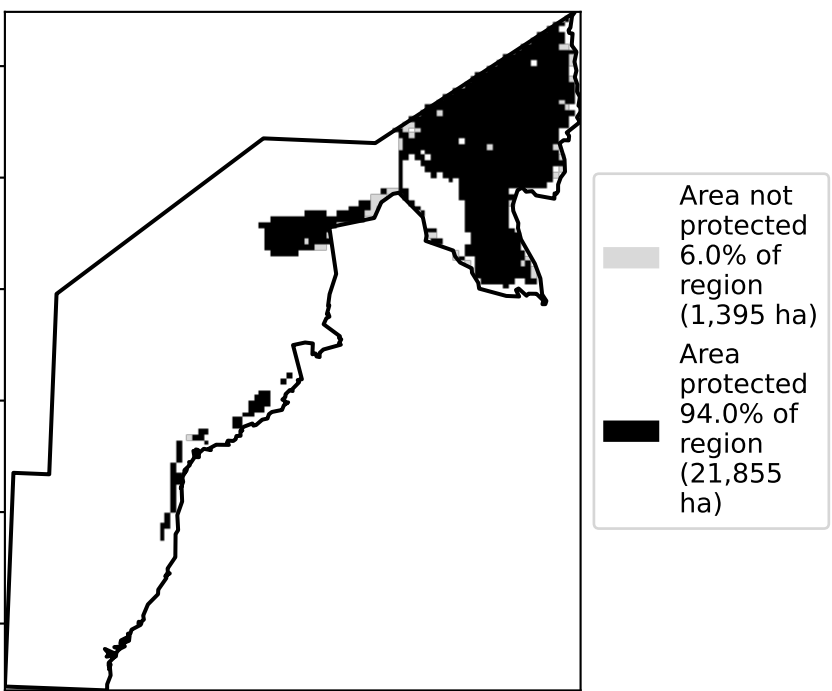 Area not
protected
6.0% of
region
(1,395 ha)
Area
protected
94.0% of
region
(21,855
ha)